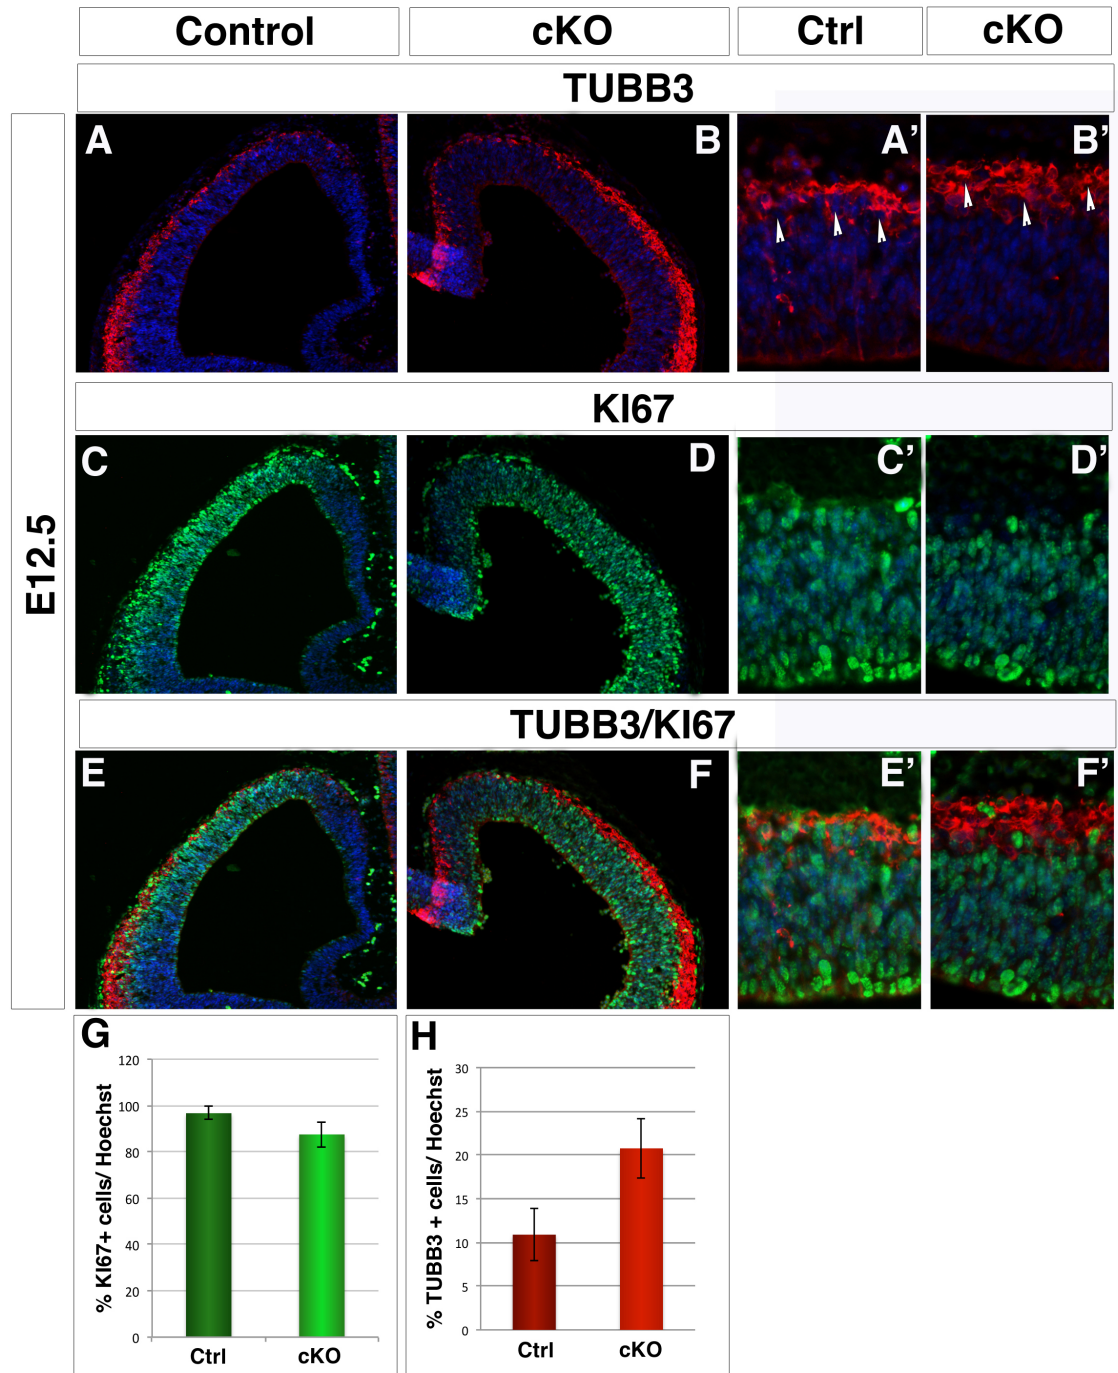 Control cKO Ctrl cKO
TUBB3
A B A’ B’
KI67
C D C’ D’
E12.5
TUBB3/KI67
E F E’ F’
G
120
100
80
60
40
20
0
% KI67+ cells/ Hoechst
Ctrl cKO
H
30
25
20
15
10
5
0
% TUBB3 + cells/ Hoechst
Ctrl cKO